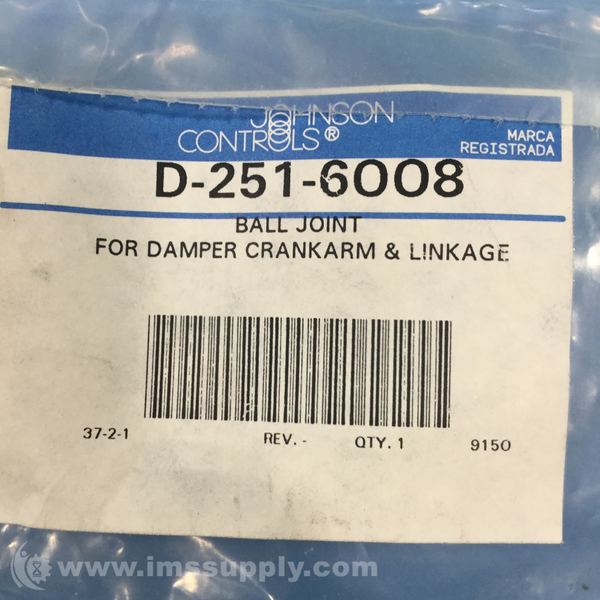 JOHNSON
CONTROLS®
MARCA
REGISTRADA
D-251-6008
BALL JOINT
FOR DAMPER CRANKARM & LINKAGE
37-2-1 REV. - QTY. 1 9150
www.imssupply.com